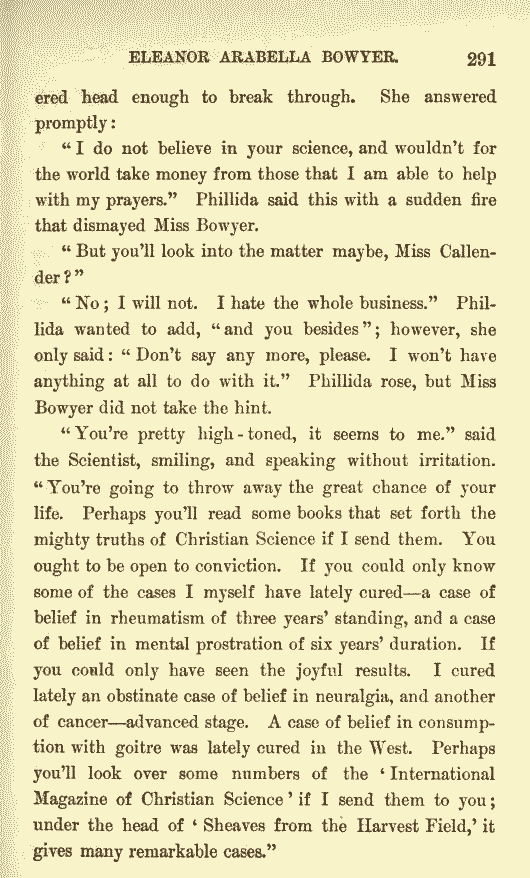 ELEANOR ARABELLA BOWYER. 291
ered head enough to break through. She answered
promptly:
"I do not believe in your science, and wouldn't for
the world take money from those that I am able to help
with my prayers." Phillida said this with a sudden fire
that dismayed Miss Bowyer.
"But you'll look into the matter maybe, Miss Callen-
der?"
"No; I will not. I hate the whole business." Phil-
lida wanted to add, "and you besides"; however, she
only said: "Don't say any more, please. I won't have
anything at all to do with it." Phillida rose, but Miss
Bowyer did not take the hint.
"You're pretty high-toned, it seems to me." said
the Scientist, smiling, and speaking without irritation.
"You're going to throw away the great chance of your
life. Perhaps you'll read some books that set forth the
mighty truths of Christian Science if I send them. You
ought to be open to conviction. If you could only know
some of the cases I myself have lately cured—a case of
belief in rheumatism of three years' standing, and a case
of belief in mental prostration of six years' duration. If
you could only have seen the joyful results. I cured
lately an obstinate case of belief in neuralgia, and another
of cancer—advanced stage. A case of belief in consump-
tion with goitre was lately cured in the West. Perhaps
you'll look over some numbers of the 'International
Magazine of Christian Science' if I send them to you;
under the head of 'Sheaves from the Harvest Field,' it
gives many remarkable cases."